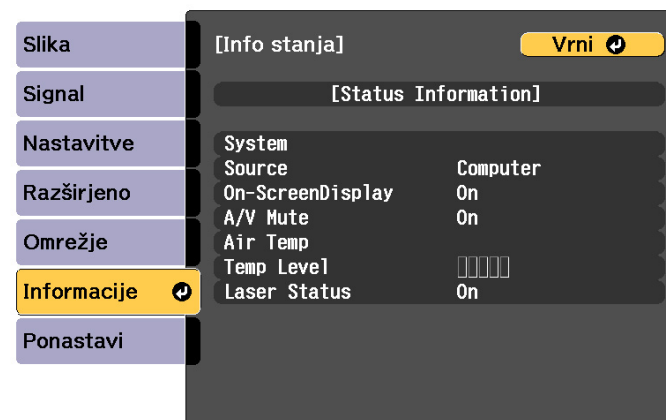 Slika
Signal
Nastavitve
Razširjeno
Omrežje
Informacije
Ponastavi
[Info stanja]
Vrni
[Status Information]
System
Source Computer
On-ScreenDisplay On
A/V Mute On
Air Temp
Temp Level
Laser Status On